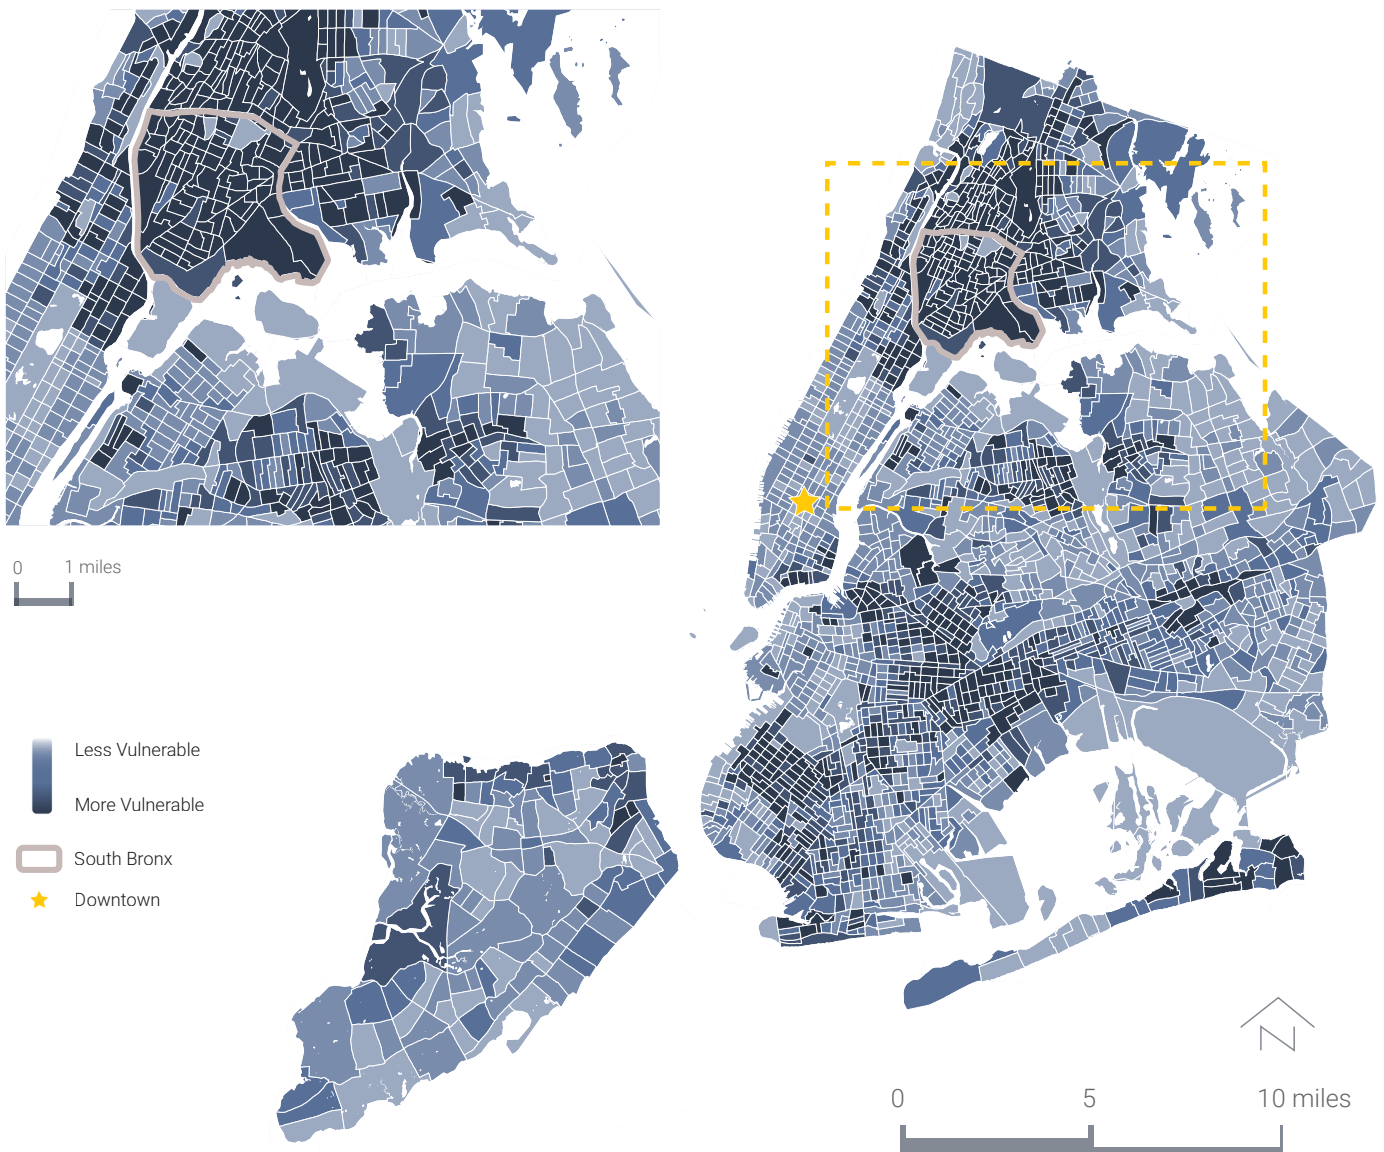 0 1 miles
Less Vulnerable
More Vulnerable
South Bronx
Downtown
N
0 5 10 miles